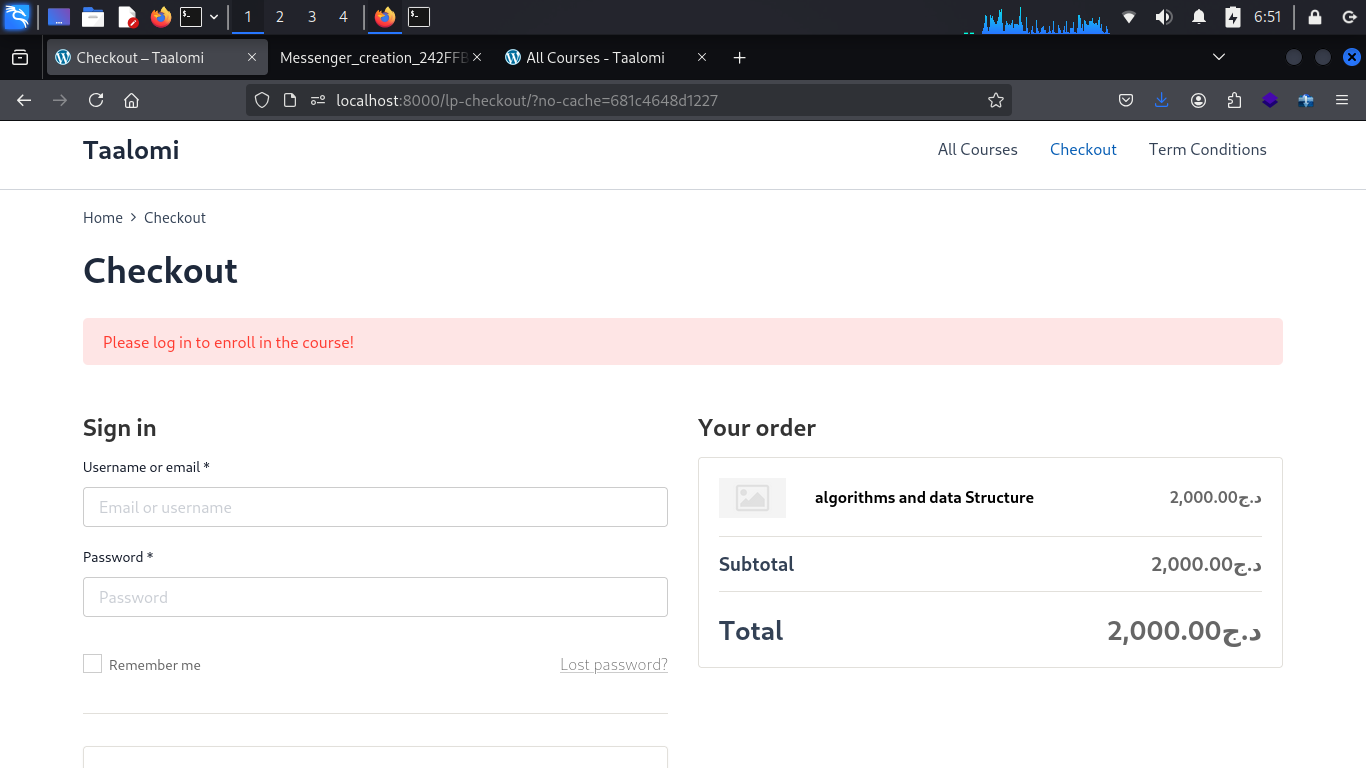 1 2 3 4 6:51
Checkout – Taalomi Messenger_creation_242FFB All Courses - Taalomi
localhost:8000/lp-checkout/?no-cache=681c4648d1227
Taalomi All Courses Checkout Term Conditions
Home > Checkout
Checkout
Please log in to enroll in the course!
Sign in
Username or email *
Email or username
Password *
Password
Remember me Lost password?
Your order
algorithms and data Structure 2,000.00د.ج
Subtotal 2,000.00د.ج
Total 2,000.00د.ج